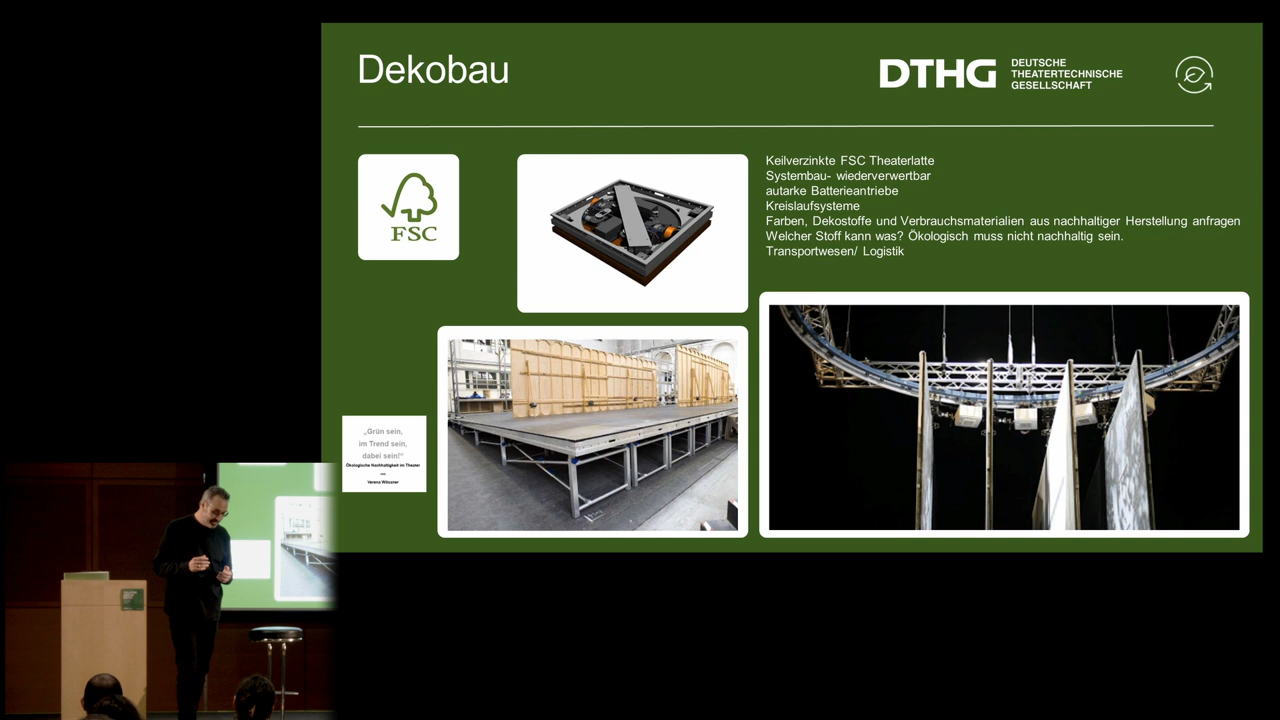 Dekobau
DTHG
DEUTSCHE
THEATERTECHNISCHE
GESELLSCHAFT
FSC
Keilverzinkte FSC Theaterlatte
Systembau- wiederverwertbar
autarke Batterieantriebe
Kreislaufsysteme
Farben, Dekostoffe und Verbrauchsmaterialien aus nachhaltiger Herstellung anfragen
Welcher Stoff kann was? Ökologisch muss nicht nachhaltig sein.
Transportwesen/ Logistik
„Grün sein,
im Trend sein,
dabei sein!“
Ökologische Nachhaltigkeit im Theater
Verena Wössner